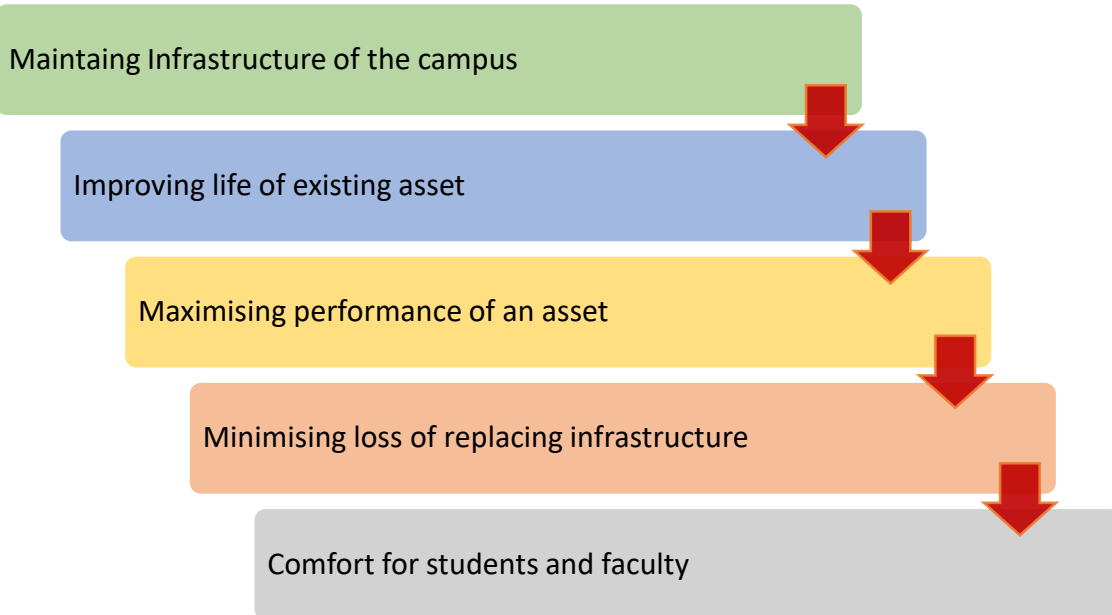 Maintaing Infrastructure of the campus
Improving life of existing asset
Maximising performance of an asset
Minimising loss of replacing infrastructure
Comfort for students and faculty